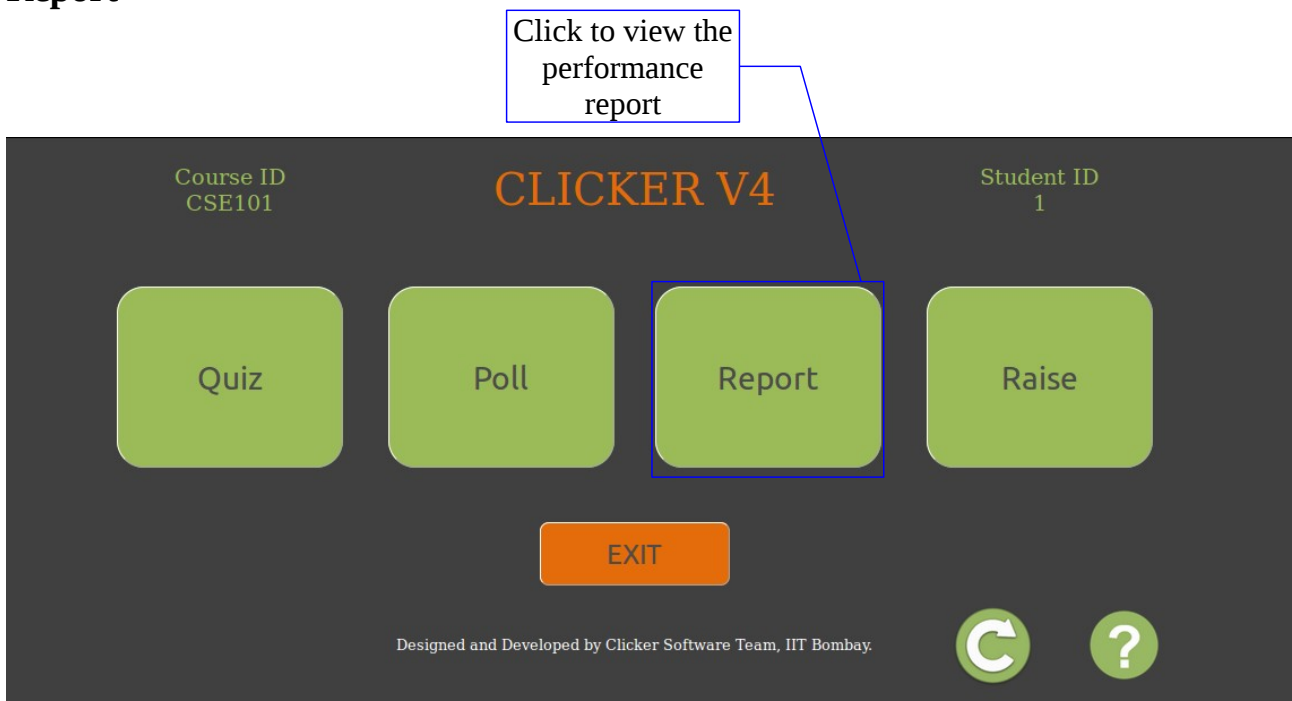 Report
Click to view the
performance
report
Course ID
CSE101
CLICKER V4
Student ID
1
Quiz
Poll
Report
Raise
EXIT
Designed and Developed by Clicker Software Team, IIT Bombay.
?